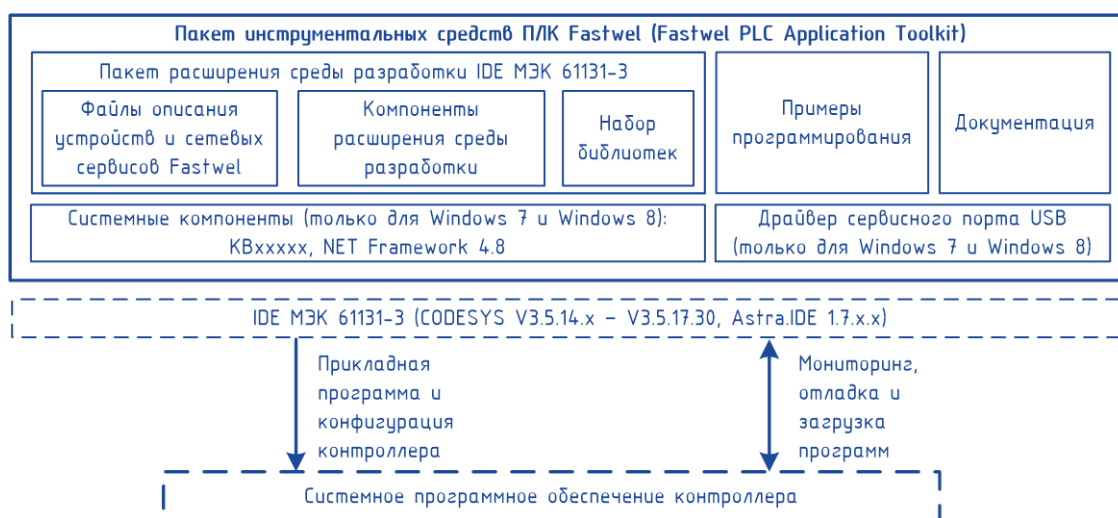 Пакет инструментальных средств ПЛК Fastwel (Fastwel PLC Application Toolkit)
Пакет расширения среды разработки IDE МЭК 61131-3
Файлы описания
устройств и сетевых
сервисов Fastwel
Компоненты
расширения среды
разработки
Набор
библиотек
Примеры
программирования
Документация
Системные компоненты (только для Windows 7 и Windows 8):
KBxxxxx, NET Framework 4.8
Драйвер сервисного порта USB
(только для Windows 7 и Windows 8)
IDE МЭК 61131-3 (CODESYS V3.5.14.x – V3.5.17.30, Astra.IDE 1.7.x.x)
Прикладная
программа и
конфигурация
контроллера
Мониторинг,
отладка и
загрузка
программ
Системное программное обеспечение контроллера